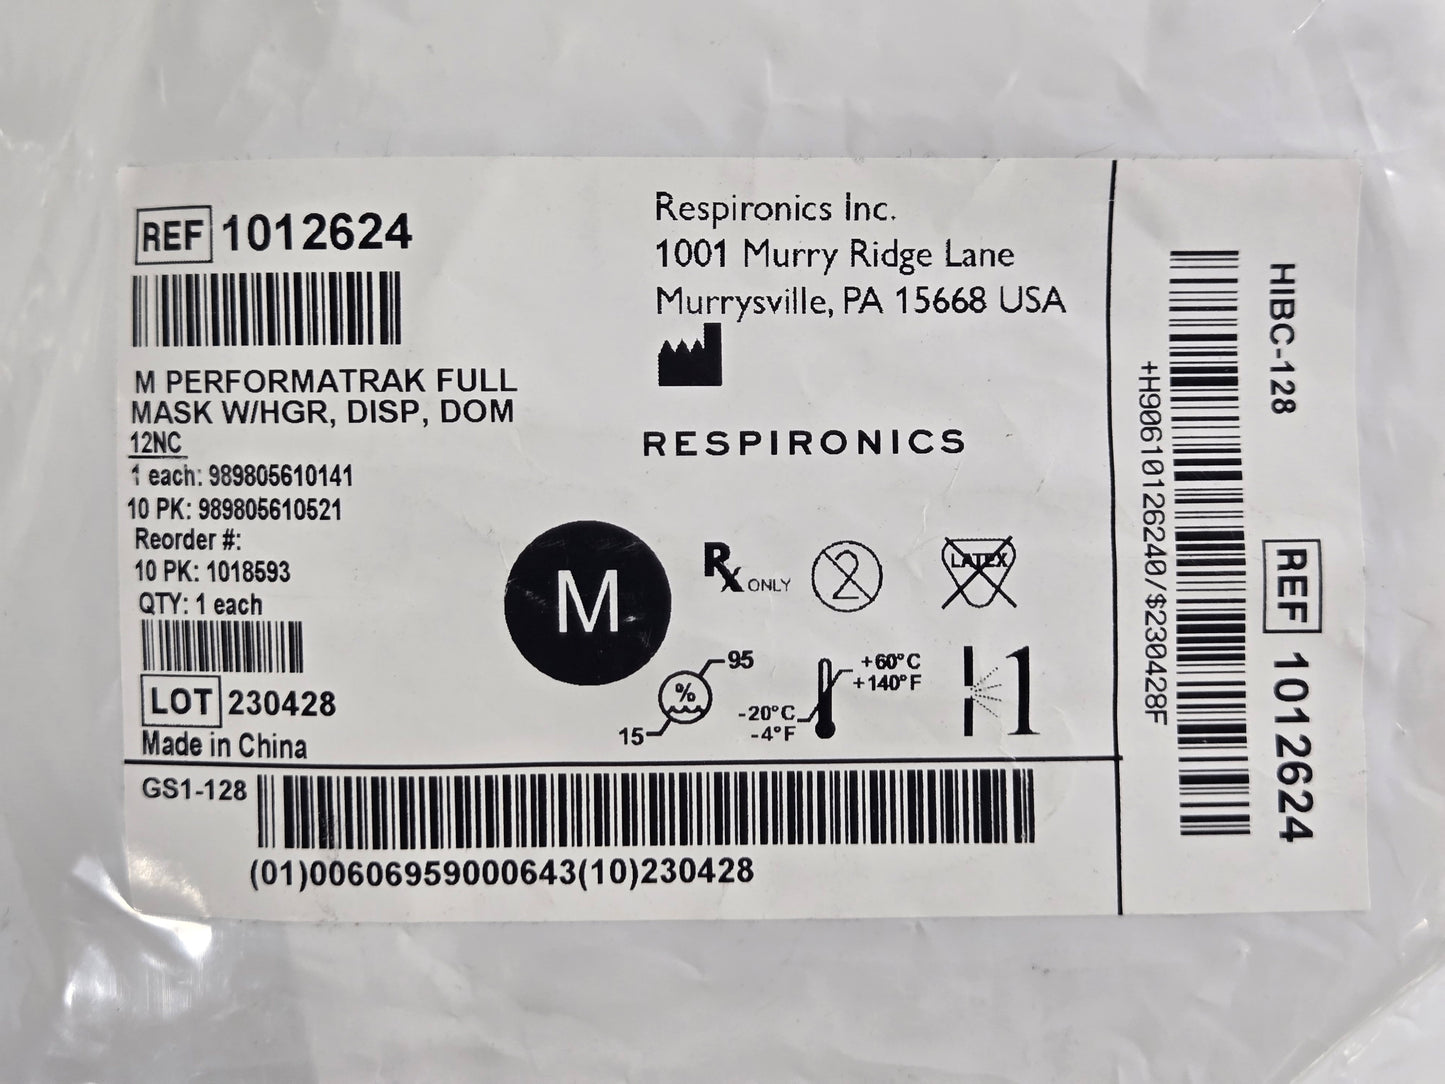 REF 1012624
M PERFORMATRAK FULL
MASK W/HGR, DISP, DOM
12NC
1 each: 989805610141
10 PK: 989805610521
Reorder #:
10 PK: 1018593
QTY: 1 each
LOT 230428
Made in China
Respironics Inc.
1001 Murry Ridge Lane
Murrysville, PA 15668 USA
RESPIRONICS
M
Rx ONLY
2
LATEX
%
95
15
+60°C
+140°F
-20°C
-4°F
1
GS1-128
(01)00606959000643(10)230428
HIBC-128
+H90610126240/$230428F
REF 1012624